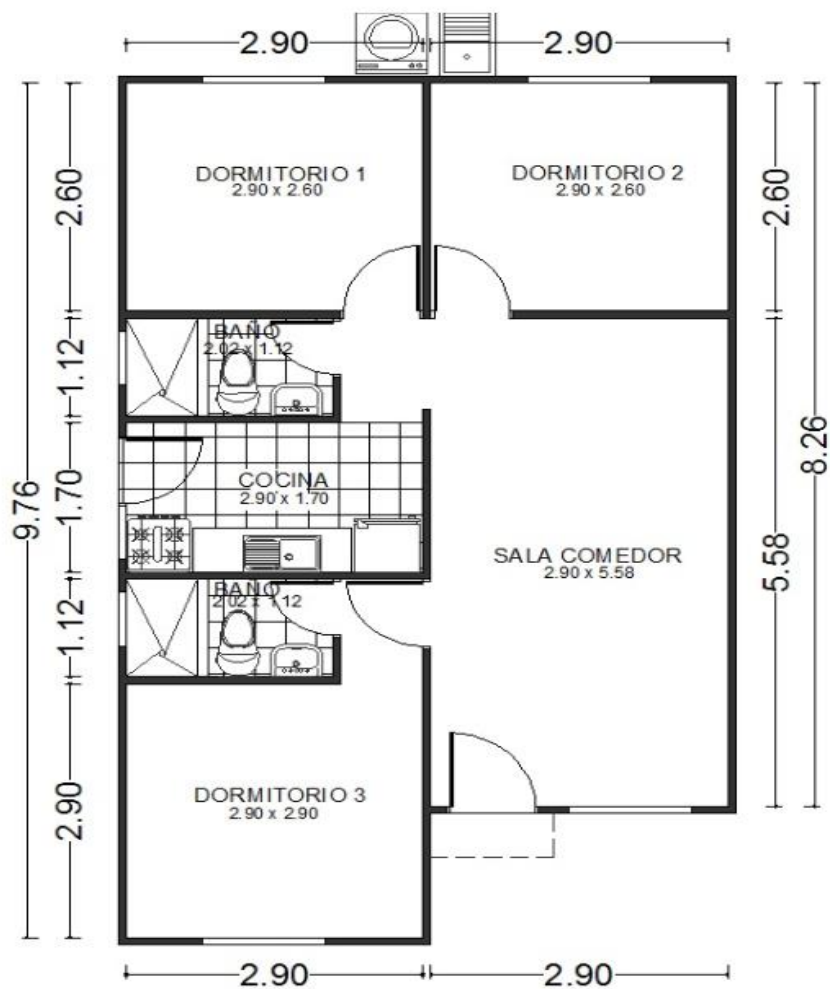 2.90
2.90
DORMITORIO 1
2.90 x 2.60
DORMITORIO 2
2.90 x 2.60
2.60
2.60
BAÑO
2.02 x 1.12
1.12
COCINA
2.90 x 1.70
1.70
9.76
8.26
SALA COMEDOR
2.90 x 5.58
5.58
BAÑO
2.02 x 1.12
1.12
DORMITORIO 3
2.90 x 2.90
2.90
2.90
2.90